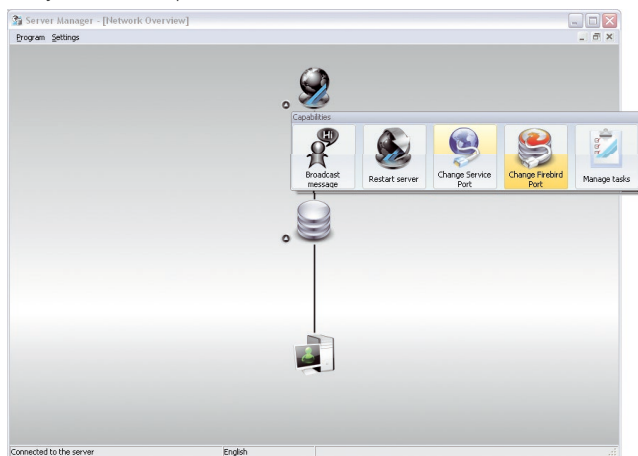 Server Manager - [Network Overview]
Program Settings
Capabilities
Hi
Broadcast message
Restart server
Change Service Port
Change Firebird Port
Manage tasks
Connected to the server
English